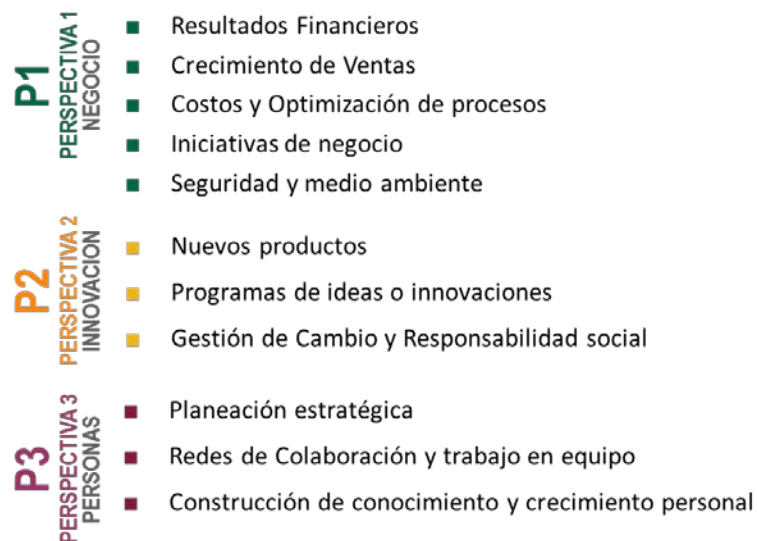 P1
PERSPECTIVA 1
NEGOCIO
Resultados Financieros
Crecimiento de Ventas
Costos y Optimización de procesos
Iniciativas de negocio
Seguridad y medio ambiente
P2
PERSPECTIVA 2
INNOVACION
Nuevos productos
Programas de ideas o innovaciones
Gestión de Cambio y Responsabilidad social
P3
PERSPECTIVA 3
PERSONAS
Planeación estratégica
Redes de Colaboración y trabajo en equipo
Construcción de conocimiento y crecimiento personal